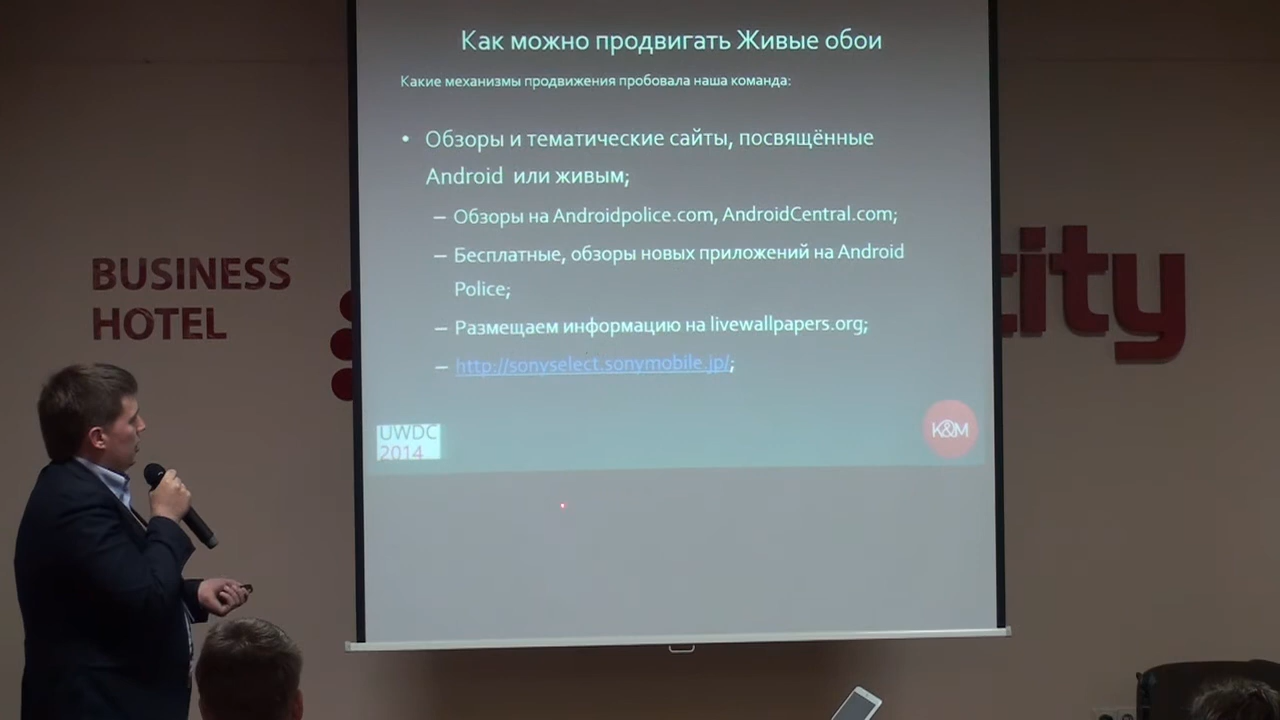 Как можно продвигать Живые обои
Какие механизмы продвижения пробовала наша команда:
• Обзоры и тематические сайты, посвящённые
Android или живым;
– Обзоры на Androidpolice.com, AndroidCentral.com;
– Бесплатные, обзоры новых приложений на Android
Police;
– Размещаем информацию на livewallpapers.org;
– http://sonyselect.sonymobile.jp/;
UWDC
2014
K&M
BUSINESS
HOTEL
city